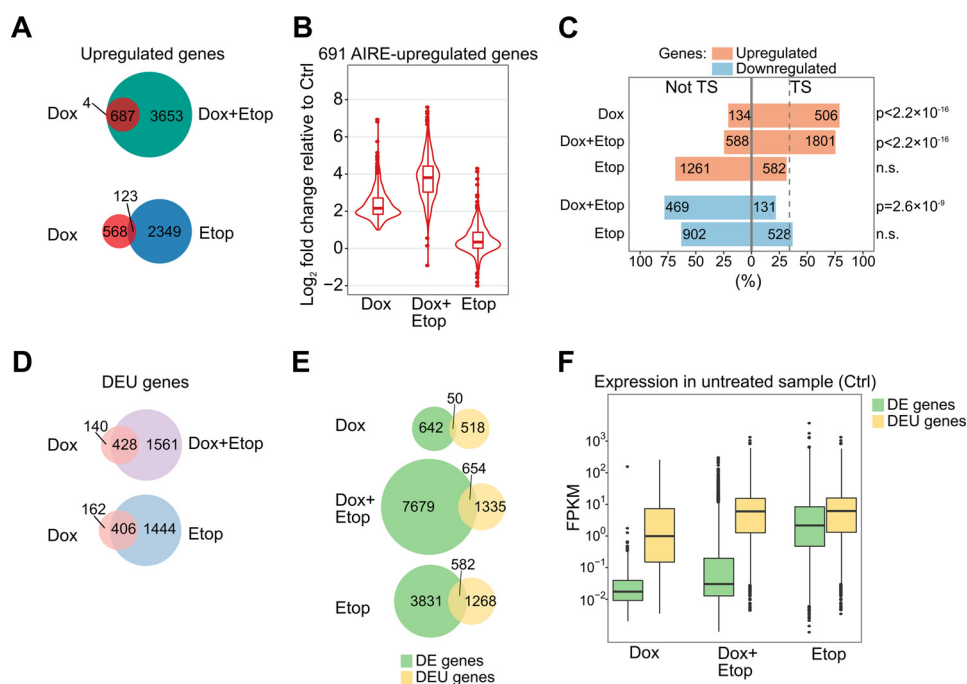 A
Upregulated genes
4
Dox
687
3653
Dox+Etop
123
Dox
568
2349
Etop
B
691 AIRE-upregulated genes
Log2 fold change relative to Ctrl
8
6
4
2
0
−2
Dox
Dox+
Etop
Etop
C
Genes:
Upregulated
Downregulated
Not TS
TS
Dox
134
506
p<2.2×10-16
Dox+Etop
588
1801
p<2.2×10-16
Etop
1261
582
n.s.
Dox+Etop
469
131
p=2.6×10-9
Etop
902
528
n.s.
100 75 50 25 0 25 50 75 100
(%)
D
DEU genes
140
Dox
428
1561
Dox+Etop
162
Dox
406
1444
Etop
E
50
Dox
642
518
654
Dox+
Etop
7679
1335
582
Etop
3831
1268
DE genes
DEU genes
F
Expression in untreated sample (Ctrl)
DE genes
DEU genes
FPKM
103
102
101
100
10-1
10-2
Dox
Dox+
Etop
Etop